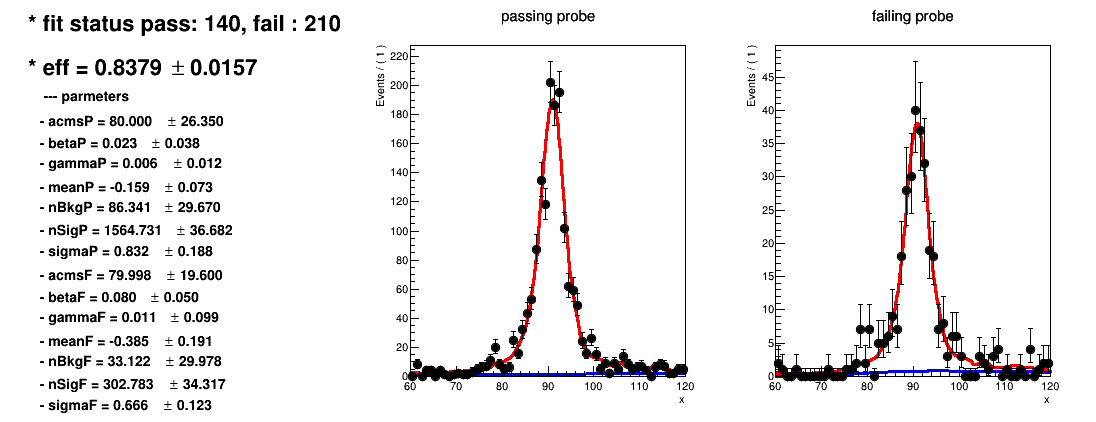 * fit status pass: 140, fail : 210
* eff = 0.8379 ± 0.0157
--- parmeters
- acmsP = 80.000 ± 26.350
- betaP = 0.023 ± 0.038
- gammaP = 0.006 ± 0.012
- meanP = -0.159 ± 0.073
- nBkgP = 86.341 ± 29.670
- nSigP = 1564.731 ± 36.682
- sigmaP = 0.832 ± 0.188
- acmsF = 79.998 ± 19.600
- betaF = 0.080 ± 0.050
- gammaF = 0.011 ± 0.099
- meanF = -0.385 ± 0.191
- nBkgF = 33.122 ± 29.978
- nSigF = 302.783 ± 34.317
- sigmaF = 0.666 ± 0.123
passing probe
Events / ( 1 )
220
200
180
160
140
120
100
80
60
40
20
0
60 70 80 90 100 110 120
x
failing probe
Events / ( 1 )
45
40
35
30
25
20
15
10
5
0
60 70 80 90 100 110 120
x